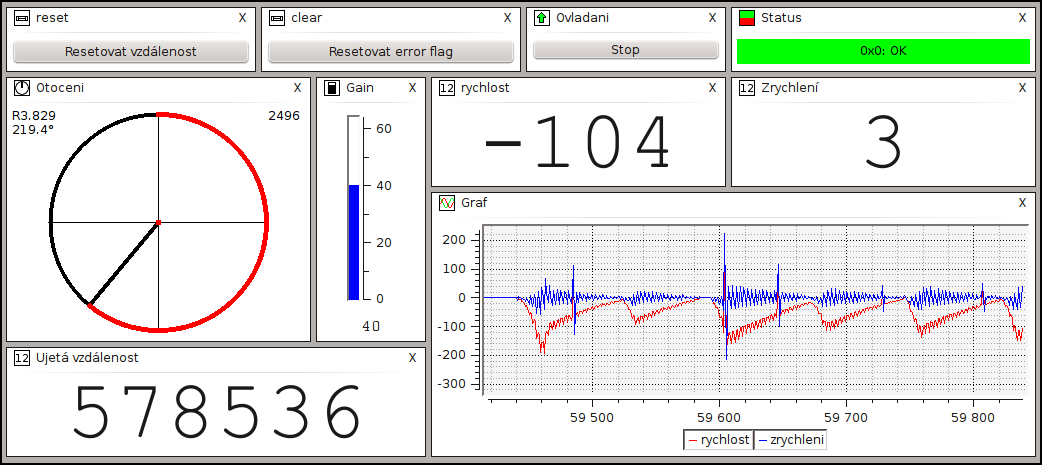 reset X
clear X
Ovladani X
Status X
Resetovat vzdálenost
Resetovat error flag
Stop
0x0: OK
Otoceni X
R3.829
219.4°
2496
Gain X
60
40
20
0
40
12 rychlost X
-104
12 Zrychlení X
3
Graf X
200
100
0
-100
-200
-300
59 500
59 600
59 700
59 800
rychlost
zrychleni
12 Ujetá vzdálenost X
578536